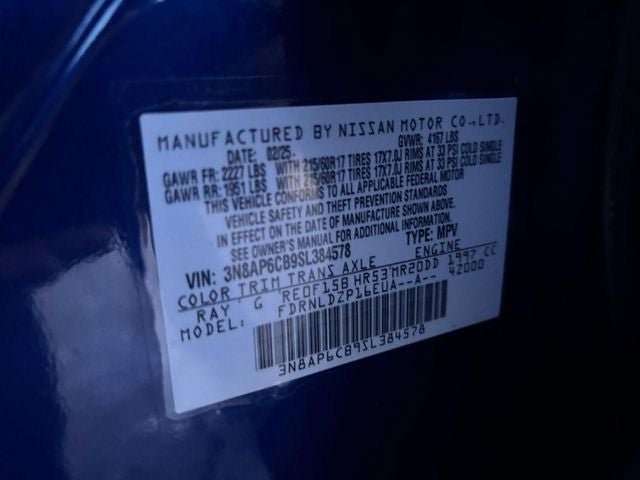 MANUFACTURED BY NISSAN MOTOR CO.,LTD.
DATE: 02/25 GVWR: 4167 LBS
GAWR FR: 2227 LBS WITH 215/60R17 TIRES 17X7.0J RIMS AT 33 PSI COLD SINGLE
GAWR RR: 1951 LBS WITH 215/60R17 TIRES 17X7.0J RIMS AT 33 PSI COLD SINGLE
THIS VEHICLE CONFORMS TO ALL APPLICABLE FEDERAL MOTOR
VEHICLE SAFETY AND THEFT PREVENTION STANDARDS
IN EFFECT ON THE DATE OF MANUFACTURE SHOWN ABOVE.
SEE OWNER'S MANUAL FOR ADDITIONAL INFORMATION.
VIN: 3N8AP6CB9SL384578 TYPE: MPV
COLOR TRIM TRANS AXLE ENGINE
RAY G RE0F15B HR53 MR20DD 1997 CC
MODEL: FDRNLDZP16EUA--A-- 42000
3N8AP6CB9SL384578